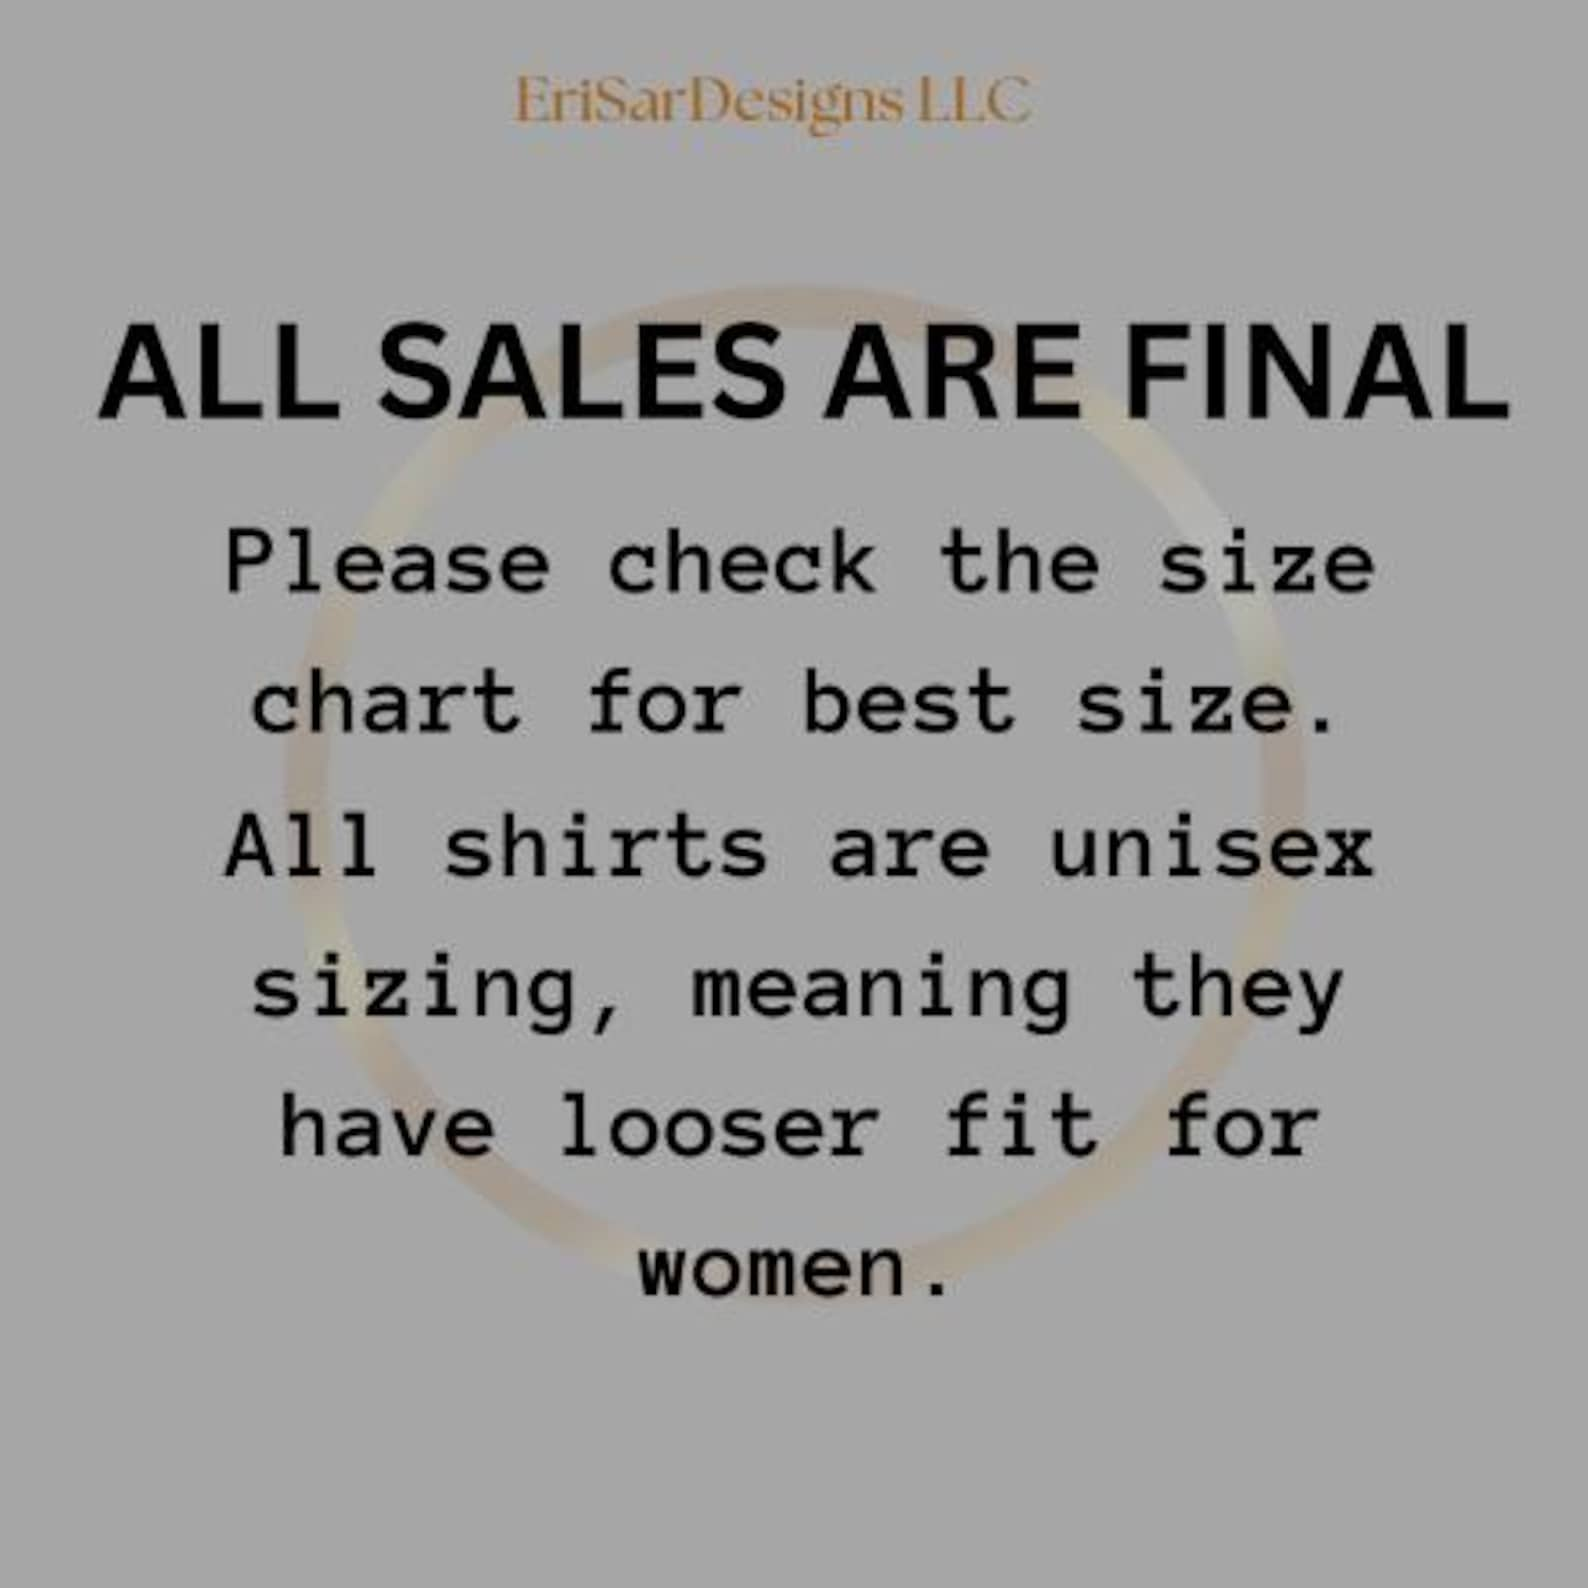 EriSarDesigns LLC
ALL SALES ARE FINAL
Please check the size
chart for best size.
All shirts are unisex
sizing, meaning they
have looser fit for
women.